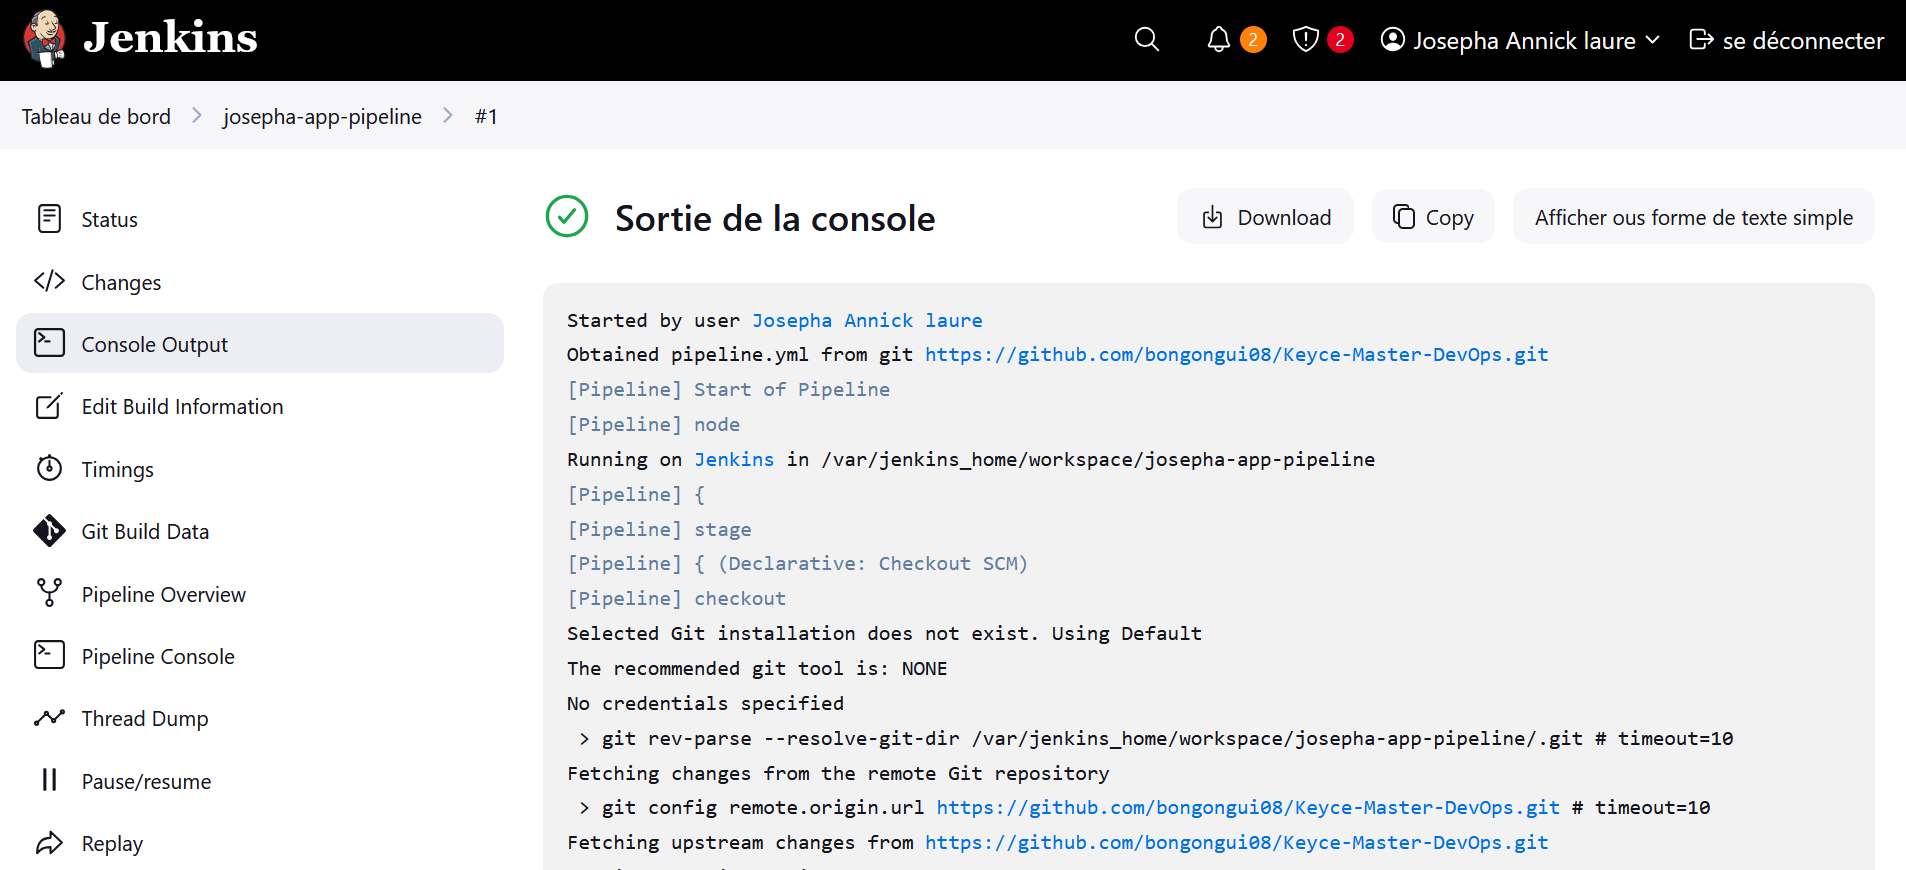 Jenkins
2
2
Josepha Annick laure
se déconnecter
Tableau de bord
josepha-app-pipeline
#1
Status
Changes
Console Output
Edit Build Information
Timings
Git Build Data
Pipeline Overview
Pipeline Console
Thread Dump
Pause/resume
Replay
Sortie de la console
Download
Copy
Afficher ous forme de texte simple
Started by user Josepha Annick laure
Obtained pipeline.yml from git https://github.com/bongongui08/Keyce-Master-DevOps.git
[Pipeline] Start of Pipeline
[Pipeline] node
Running on Jenkins in /var/jenkins_home/workspace/josepha-app-pipeline
[Pipeline] {
[Pipeline] stage
[Pipeline] { (Declarative: Checkout SCM)
[Pipeline] checkout
Selected Git installation does not exist. Using Default
The recommended git tool is: NONE
No credentials specified
> git rev-parse --resolve-git-dir /var/jenkins_home/workspace/josepha-app-pipeline/.git # timeout=10
Fetching changes from the remote Git repository
> git config remote.origin.url https://github.com/bongongui08/Keyce-Master-DevOps.git # timeout=10
Fetching upstream changes from https://github.com/bongongui08/Keyce-Master-DevOps.git